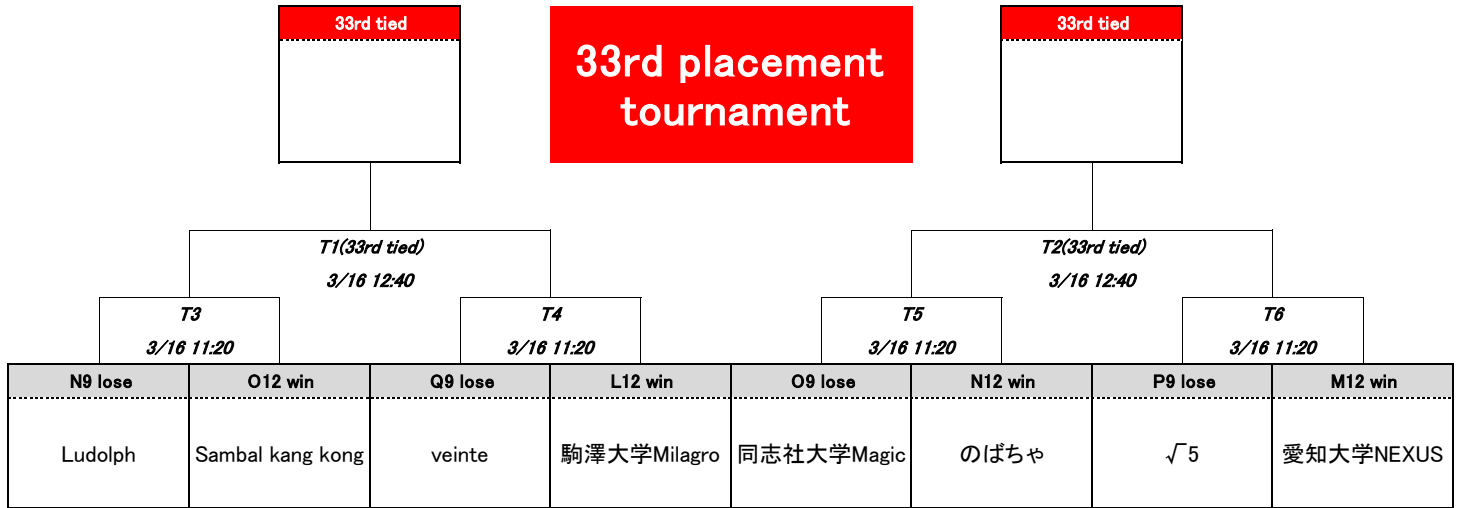 33rd tied
33rd placement
tournament
33rd tied
T1(33rd tied)
3/16 12:40
T2(33rd tied)
3/16 12:40
T3
3/16 11:20
T4
3/16 11:20
T5
3/16 11:20
T6
3/16 11:20
N9 lose
O12 win
Q9 lose
L12 win
O9 lose
N12 win
P9 lose
M12 win
Ludolph
Sambal kang kong
veinte
駒澤大学Milagro
同志社大学Magic
のばちゃ
√5
愛知大学NEXUS